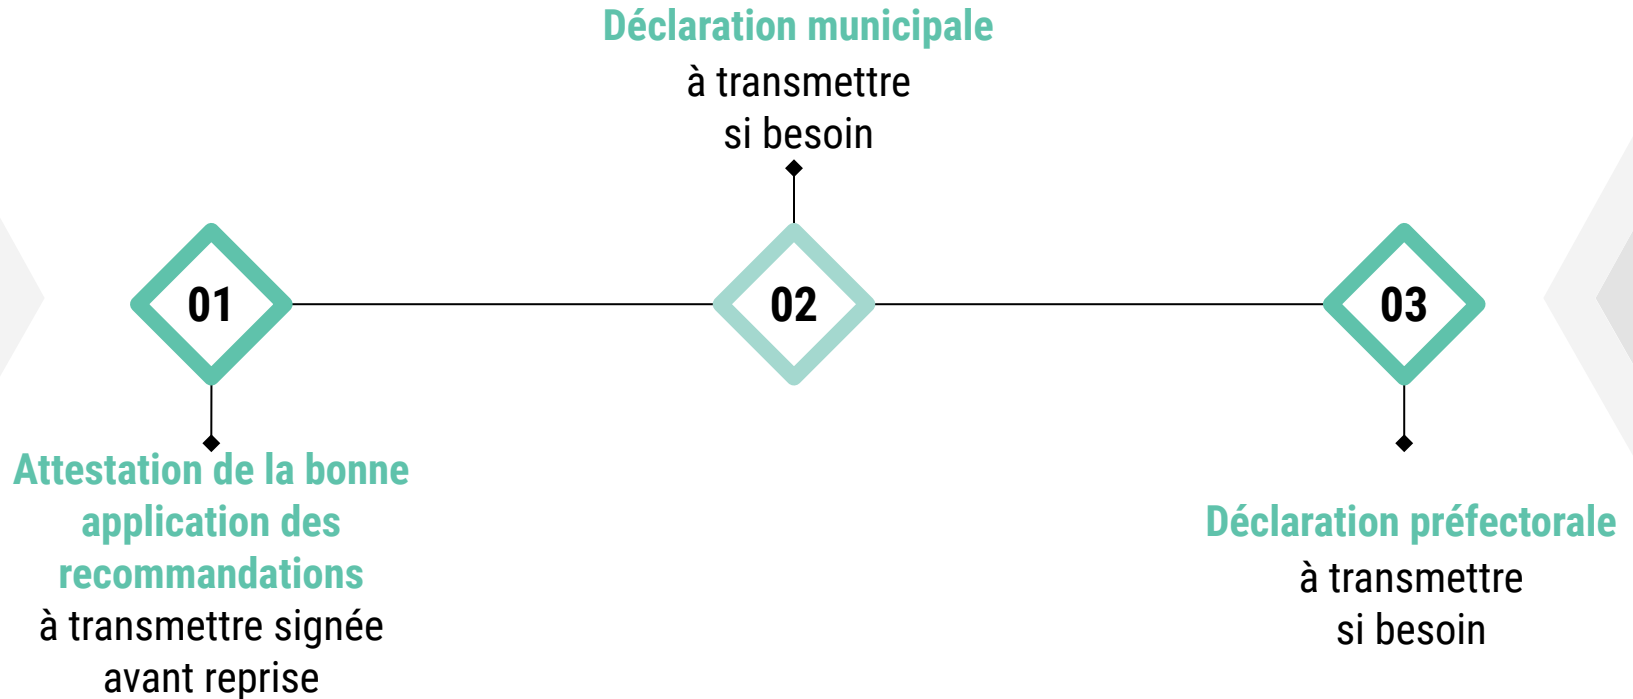 Déclaration municipale
à transmettre
si besoin
01
02
03
Attestation de la bonne
application des
recommandations
à transmettre signée
avant reprise
Déclaration préfectorale
à transmettre
si besoin